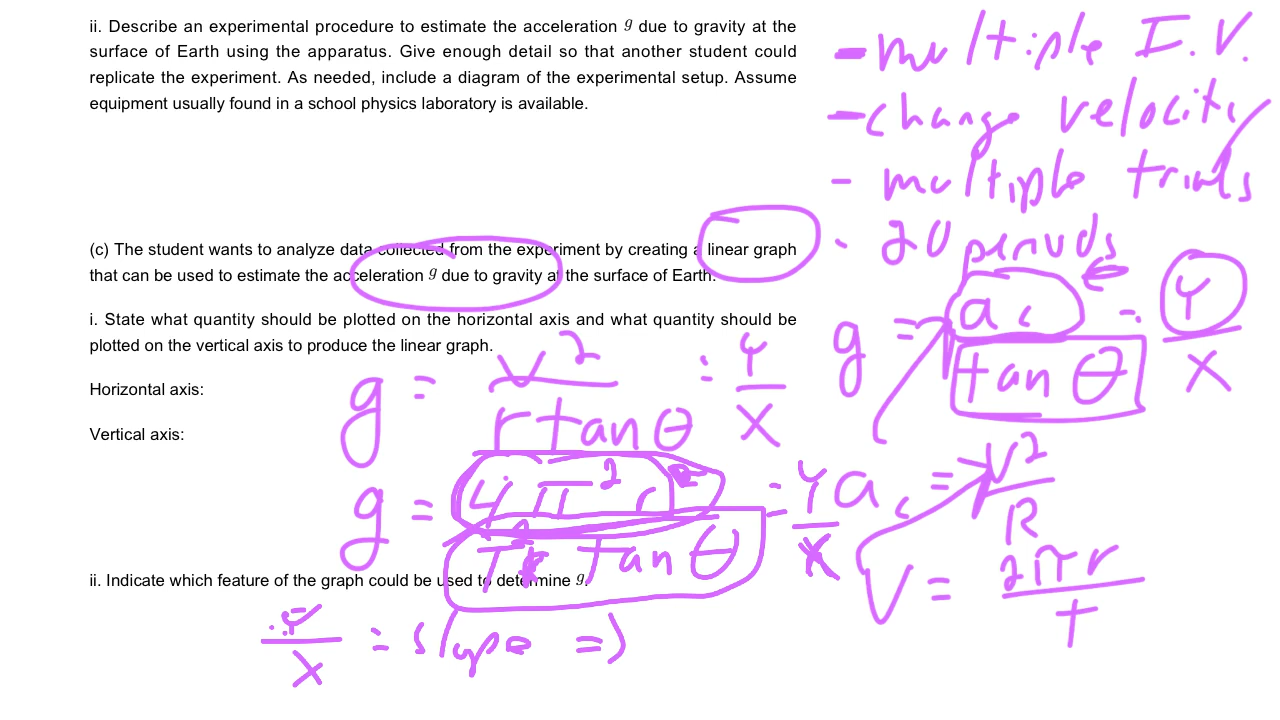 ii. Describe an experimental procedure to estimate the acceleration g due to gravity at the
surface of Earth using the apparatus. Give enough detail so that another student could
replicate the experiment. As needed, include a diagram of the experimental setup. Assume
equipment usually found in a school physics laboratory is available.
- multiple I.V.
- change velocity
- multiple trials
- 20 periods
(c) The student wants to analyze data collected from the experiment by creating a linear graph
that can be used to estimate the acceleration g due to gravity at the surface of Earth.
i. State what quantity should be plotted on the horizontal axis and what quantity should be
plotted on the vertical axis to produce the linear graph.
g = ac / tan θ = Y / X
Horizontal axis:
g = v² / r tan θ = Y / X
Vertical axis:
g = 4π²r / T² tan θ = Y / X
ac = V² / R
V = 2πr / t
ii. Indicate which feature of the graph could be used to determine g.
Y / X = slope =>